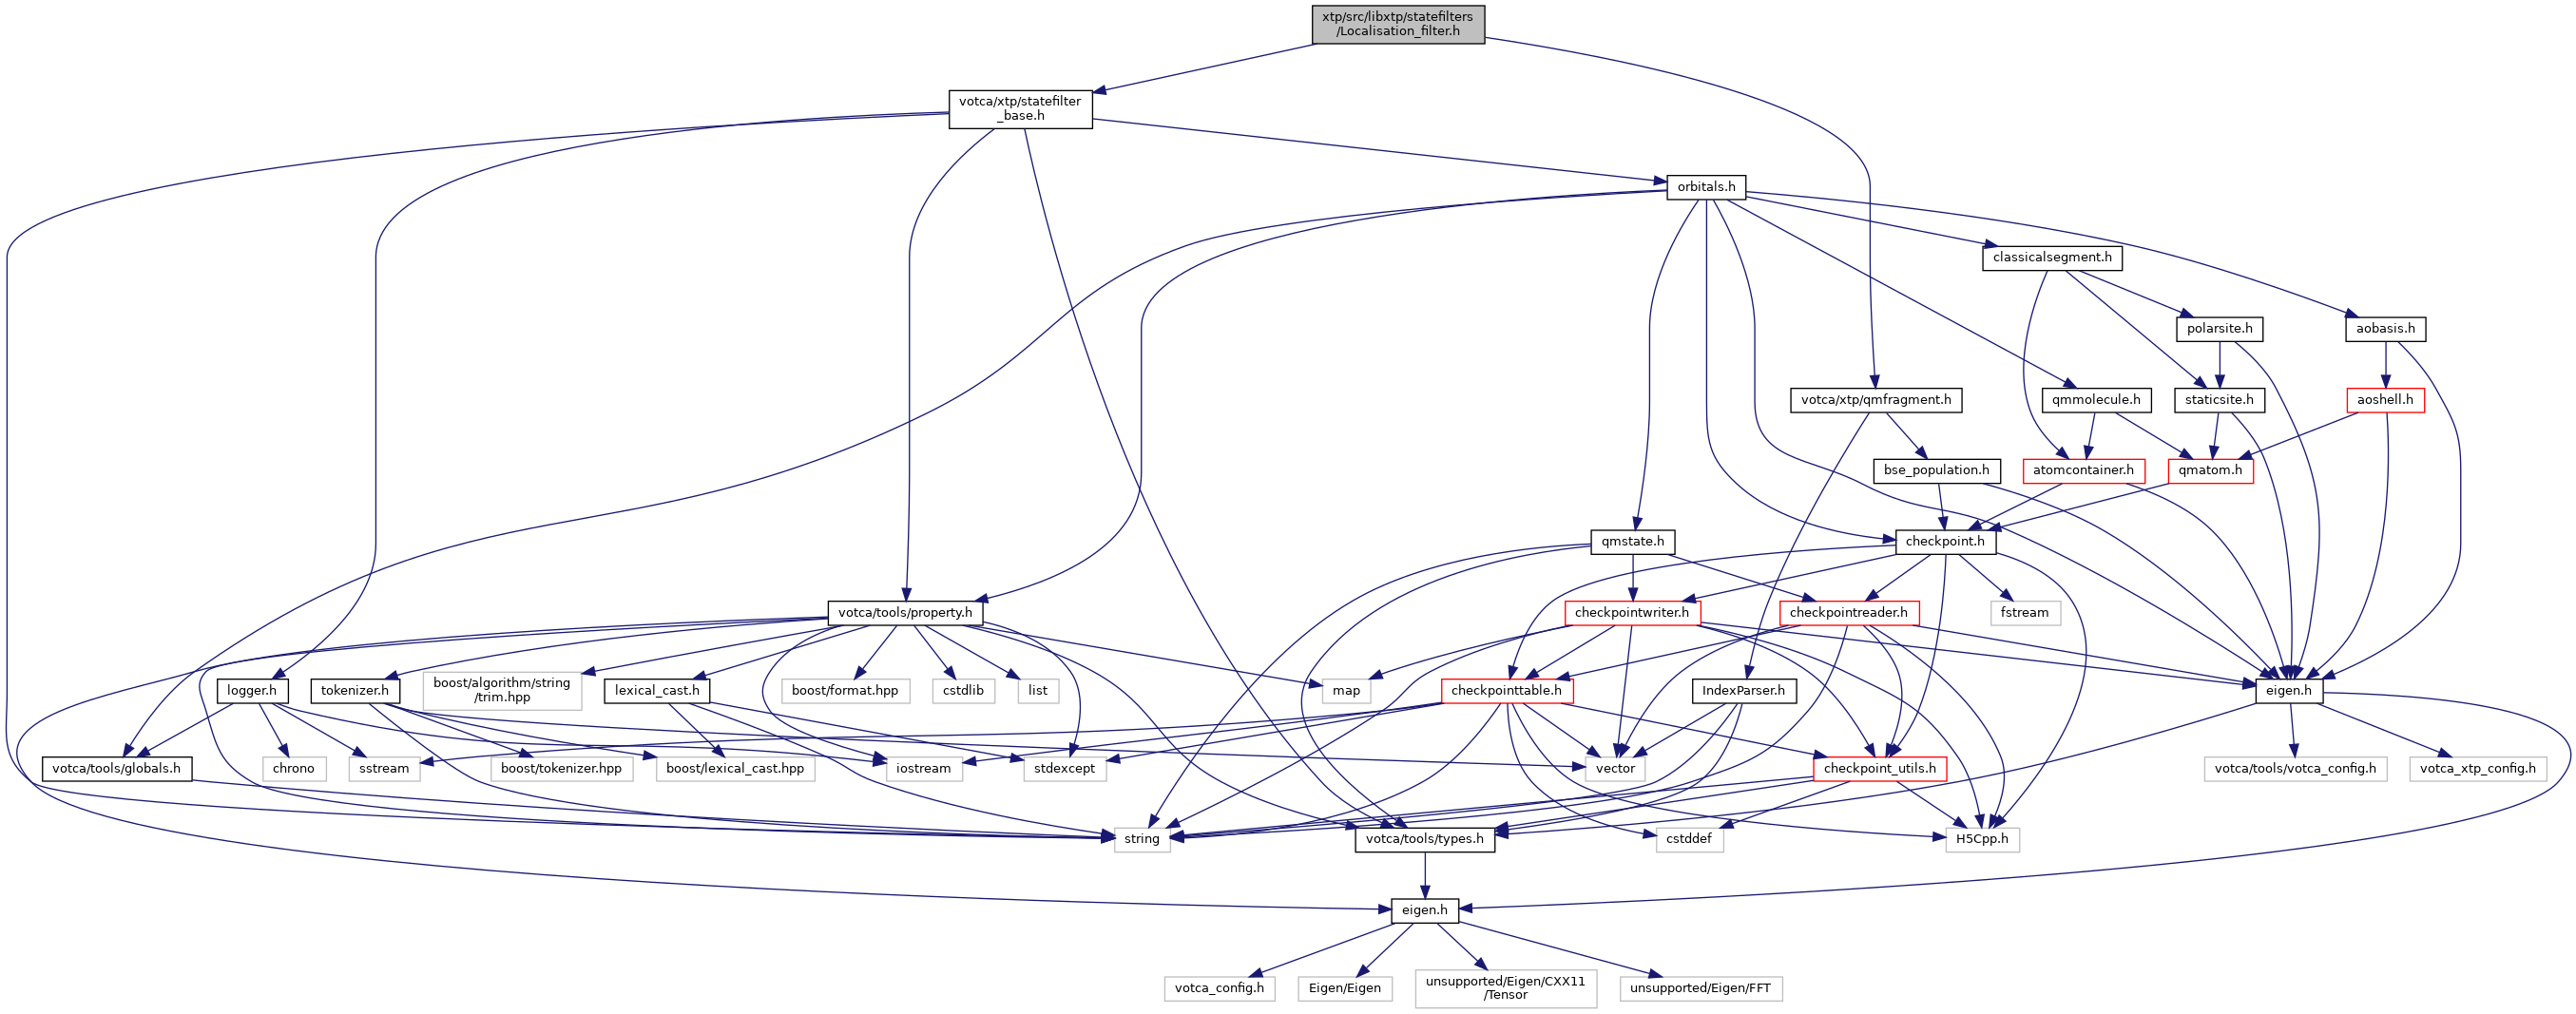 xtp/src/libxtp/statefilters
/Localisation_filter.h
votca/xtp/statefilter
_base.h
orbitals.h
classicalsegment.h
polarsite.h
aobasis.h
votca/xtp/qmfragment.h
qmmolecule.h
staticsite.h
aoshell.h
bse_population.h
atomcontainer.h
qmatom.h
qmstate.h
checkpoint.h
votca/tools/property.h
checkpointwriter.h
checkpointreader.h
fstream
logger.h
tokenizer.h
boost/algorithm/string
/trim.hpp
lexical_cast.h
boost/format.hpp
cstdlib
list
map
checkpointtable.h
IndexParser.h
eigen.h
votca/tools/globals.h
chrono
sstream
boost/tokenizer.hpp
boost/lexical_cast.hpp
iostream
stdexcept
vector
checkpoint_utils.h
votca/tools/votca_config.h
votca_xtp_config.h
string
votca/tools/types.h
cstddef
H5Cpp.h
eigen.h
votca_config.h
Eigen/Eigen
unsupported/Eigen/CXX11
/Tensor
unsupported/Eigen/FFT